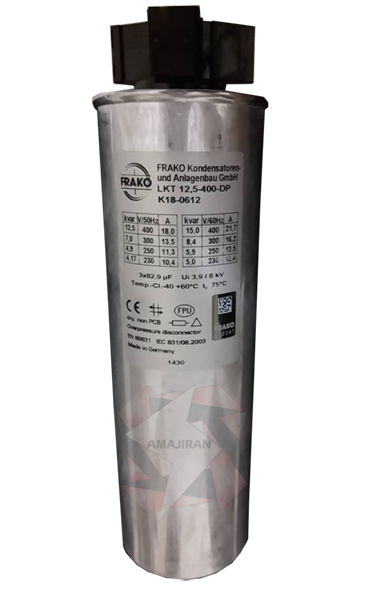 FRAKO
FRAKO Kondensatoren-
und Anlagenbau GmbH
LKT 12,5-400-DP
K18-0612
kvar V/50Hz A kvar V/60Hz A
12,5 400 18,0 15,0 400 21,7
7,0 300 13,5 8,4 300 16,2
4,9 250 11,3 5,9 250 13,5
4,17 230 10,4 5,0 230
3x82,9 µF Ui 3,9 / 8 kV
Temp.-Cl.-40 +60°C 75°C
CE FPU
dry, non PCB
Overpressure disconnector
EN 60831 IEC 831/08.2003
Made in Germany
FRAKO
1430
AMAJIRAN